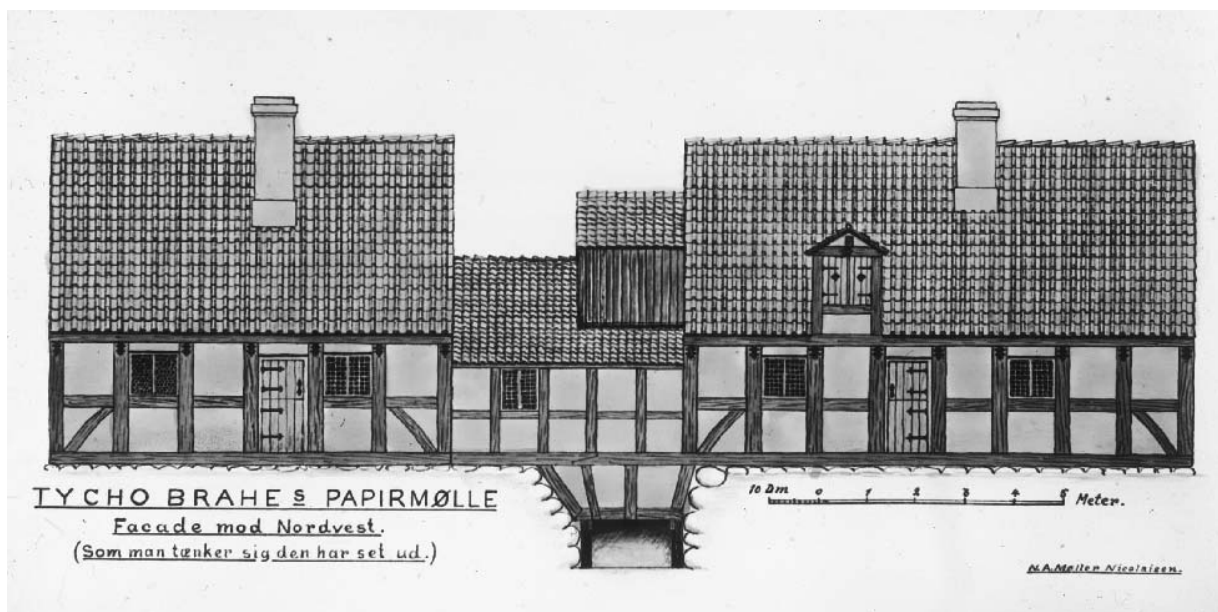 TYCHO BRAHE S PAPIRMØLLE
Facade mod Nordvest.
(Som man tænker sig den har set ud.)
10 Dm 0 1 2 3 4 5 Meter.
N.A. Møller Nicolaisen.